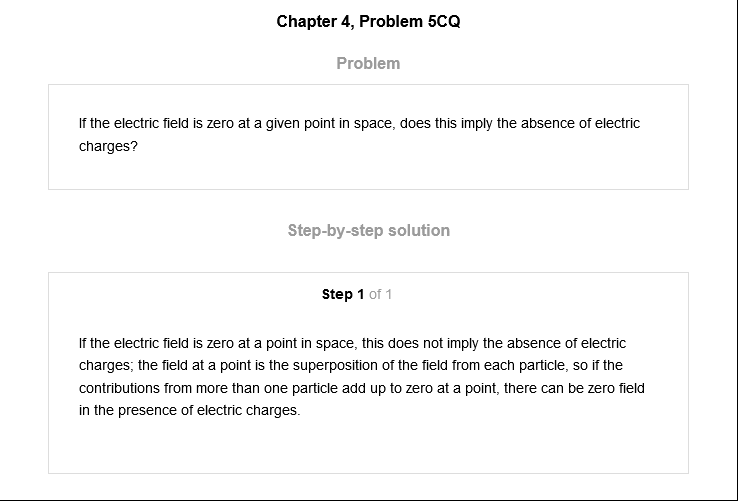 Chapter 4, Problem 5CQ
Problem
If the electric field is zero at a given point in space, does this imply the absence of electric
charges?
Step-by-step solution
Step 1 of 1
If the electric field is zero at a point in space, this does not imply the absence of electric
charges; the field at a point is the superposition of the field from each particle, so if the
contributions from more than one particle add up to zero at a point, there can be zero field
in the presence of electric charges.